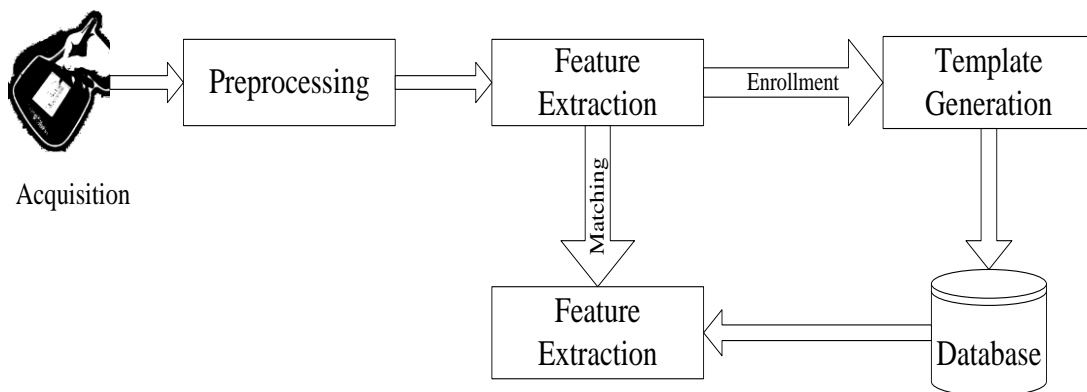 Acquisition
Preprocessing
Feature
Extraction
Enrollment
Template
Generation
Matching
Feature
Extraction
Database